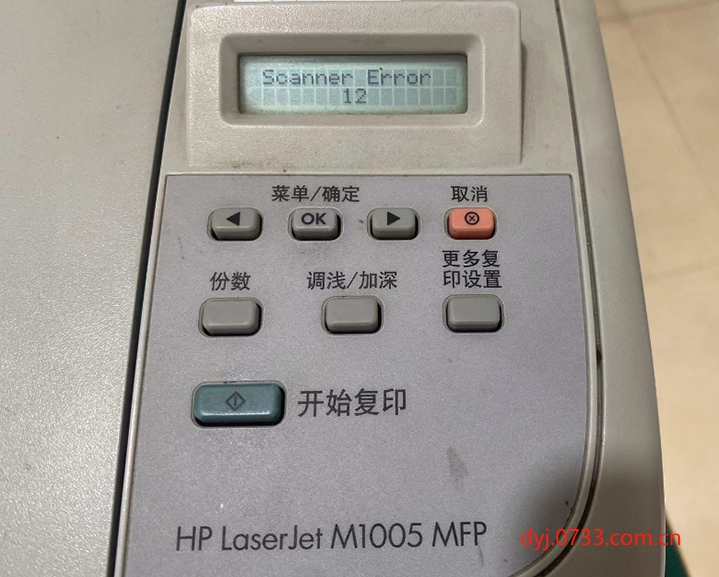 Scanner Error
12
菜单/确定
取消
OK
更多复
印设置
份数
调浅/加深
开始复印
HP LaserJet M1005 MFP
dyj.0733.com.cn